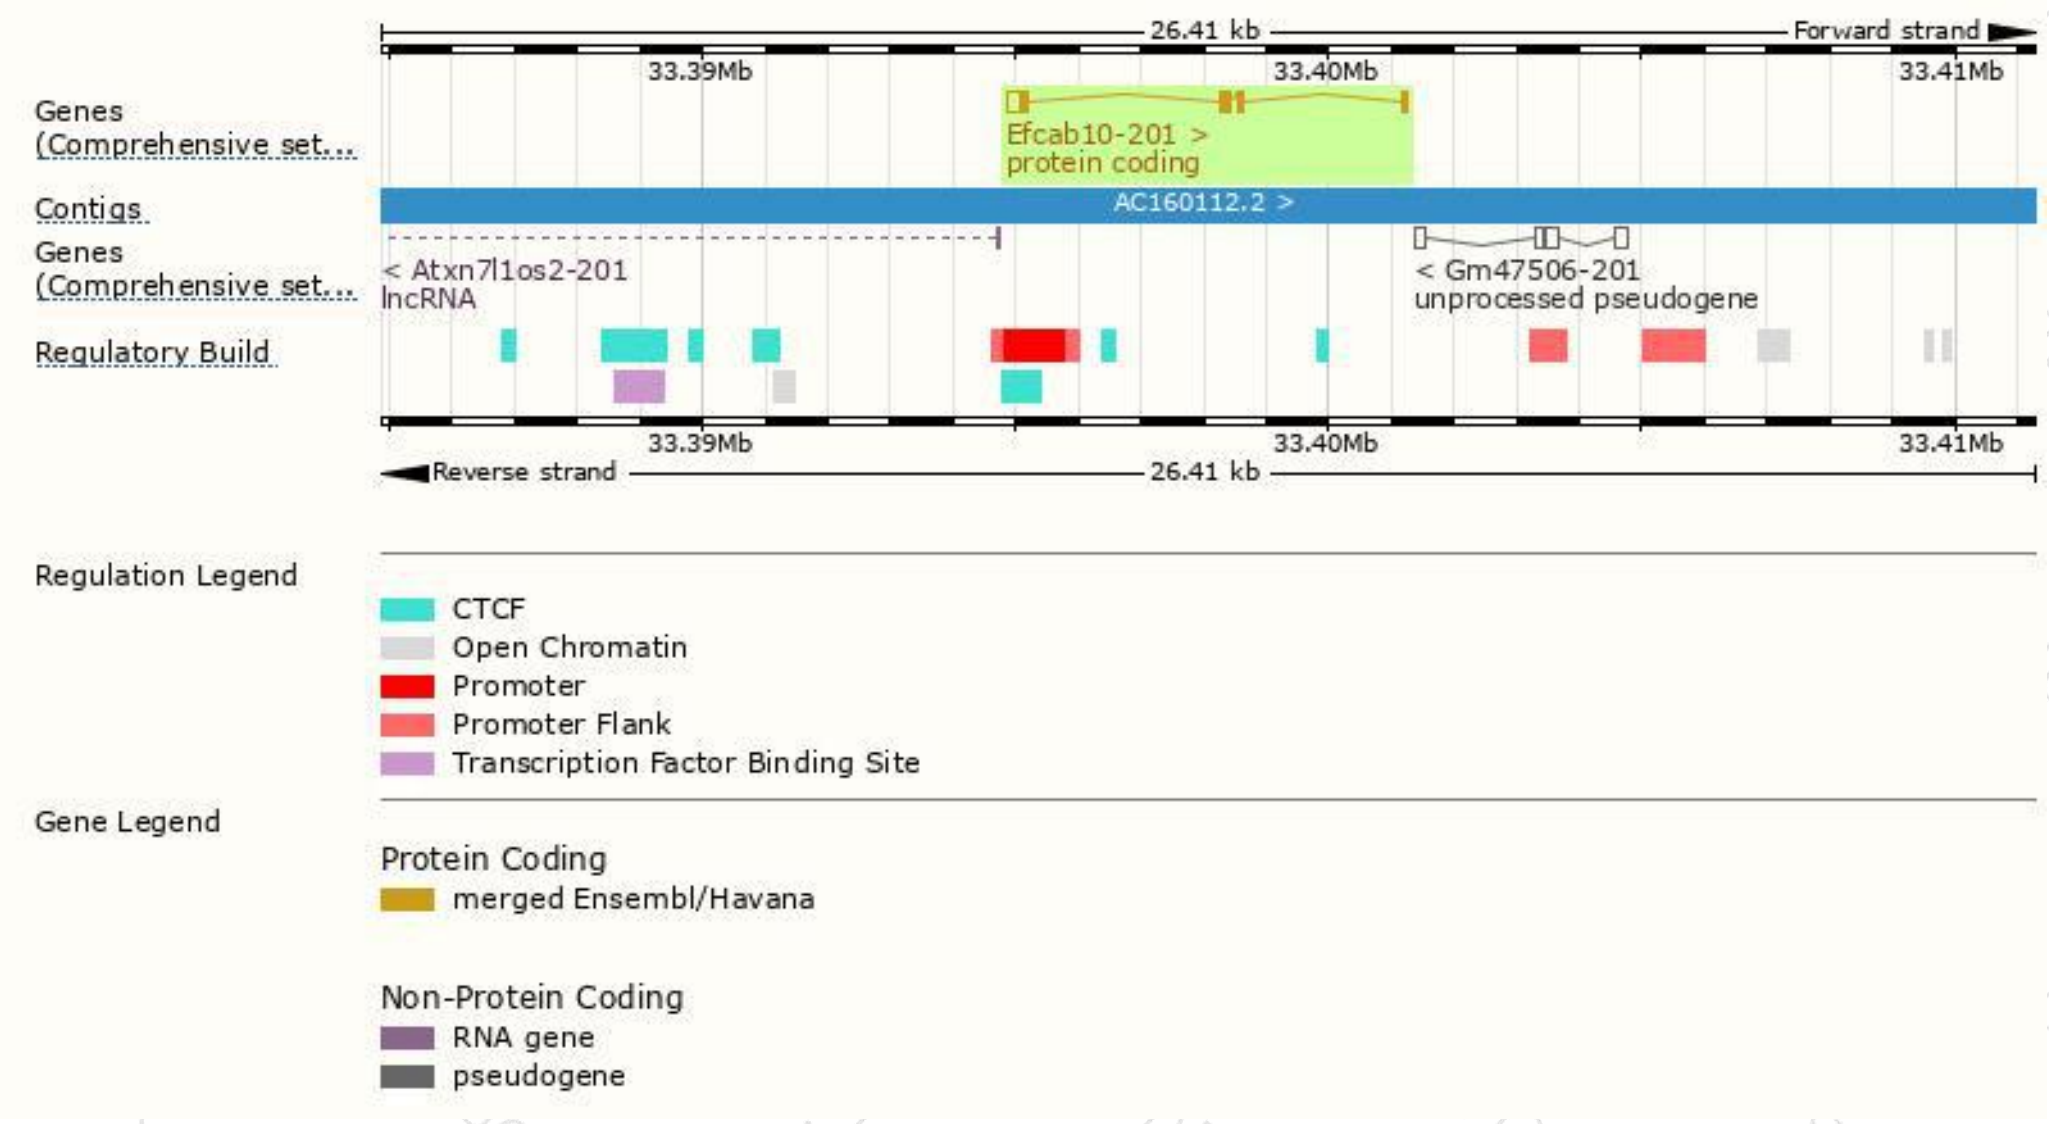 26.41 kb Forward strand
33.39Mb 33.40Mb 33.41Mb
Genes
(Comprehensive set...
Efcab10-201 >
protein coding
Contigs
AC160112.2 >
Genes
(Comprehensive set...
< Atxn7l1os2-201
lncRNA
< Gm47506-201
unprocessed pseudogene
Regulatory Build
33.39Mb 33.40Mb 33.41Mb
Reverse strand 26.41 kb
Regulation Legend
CTCF
Open Chromatin
Promoter
Promoter Flank
Transcription Factor Binding Site
Gene Legend
Protein Coding
merged Ensembl/Havana
Non-Protein Coding
RNA gene
pseudogene